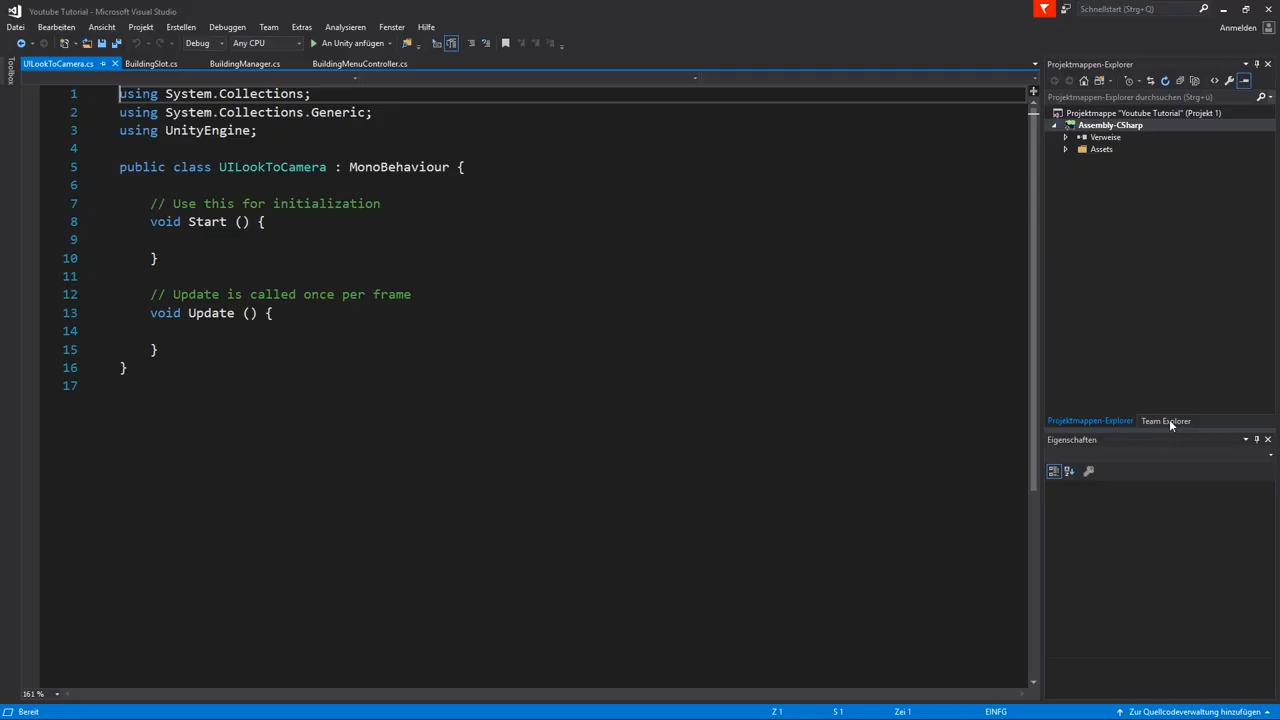 Youtube Tutorial - Microsoft Visual Studio
Schnellstart (Strg+Q)
Datei Bearbeiten Ansicht Projekt Erstellen Debuggen Team Extras Analysieren Fenster Hilfe
Anmelden
Debug Any CPU An Unity anfügen
Toolbox
UILookToCamera.cs BuildingSlot.cs BuildingManager.cs BuildingMenuController.cs
1 using System.Collections;
2 using System.Collections.Generic;
3 using UnityEngine;
4
5 public class UILookToCamera : MonoBehaviour {
6
7 // Use this for initialization
8 void Start () {
9
10 }
11
12 // Update is called once per frame
13 void Update () {
14
15 }
16 }
17
161 %
Projektmappen-Explorer
Projektmappen-Explorer durchsuchen (Strg+ü)
Projektmappe "Youtube Tutorial" (Projekt 1)
Assembly-CSharp
Verweise
Assets
Projektmappen-Explorer Team Explorer
Eigenschaften
Bereit Z 1 S 1 Zei 1 EINFG Zur Quellcodeverwaltung hinzufügen